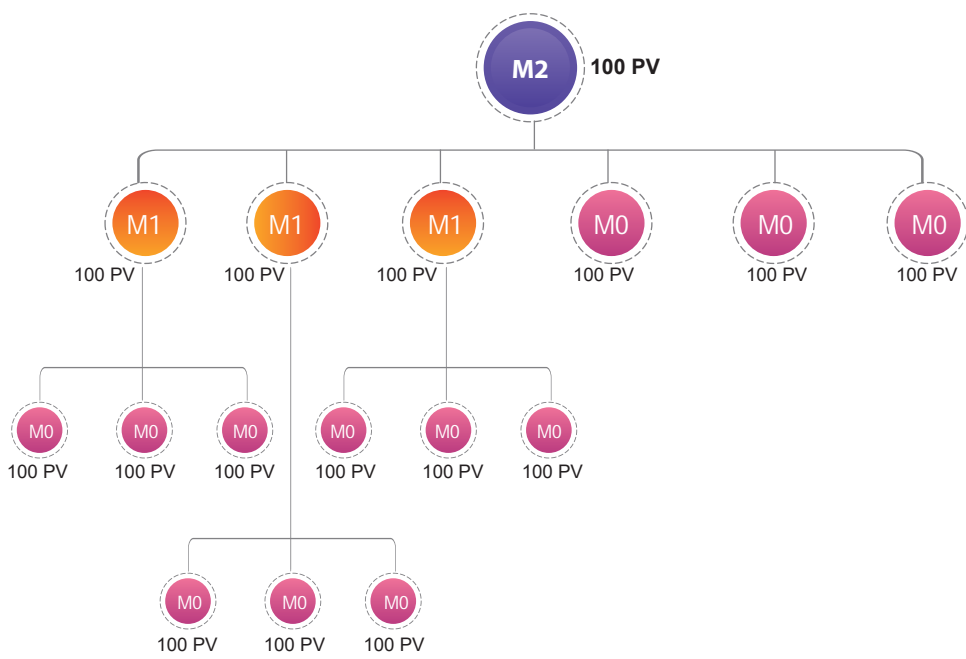 M2 100 PV
M1 M1 M1 M0 M0 M0
100 PV 100 PV 100 PV 100 PV 100 PV 100 PV
M0 M0 M0 M0 M0 M0
100 PV 100 PV 100 PV 100 PV 100 PV 100 PV
M0 M0 M0
100 PV 100 PV 100 PV